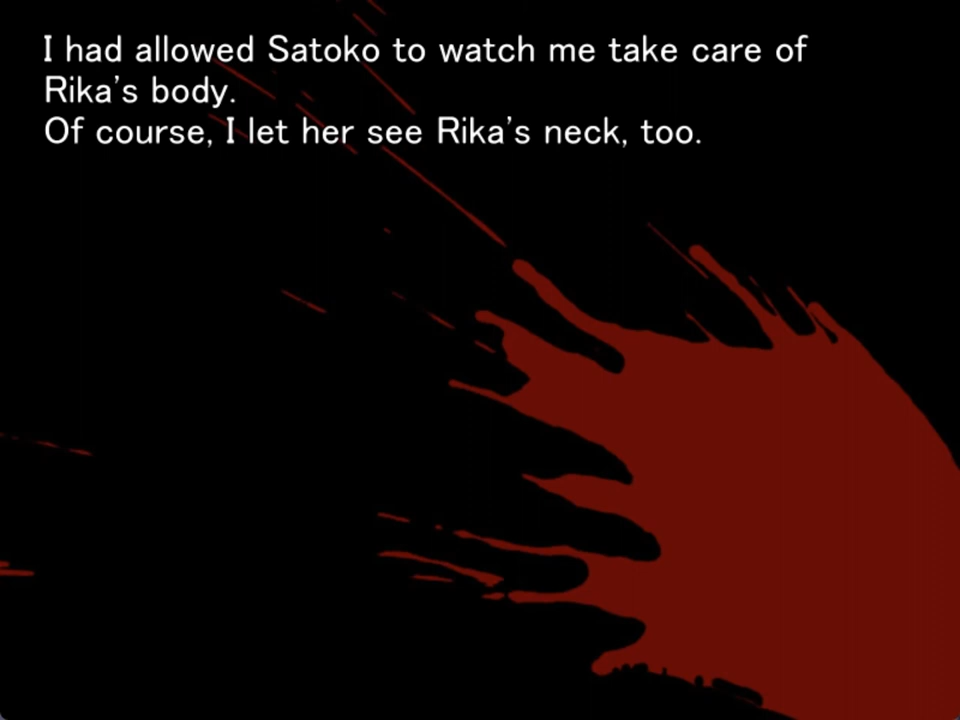 I had allowed Satoko to watch me take care of
Rika’s body.
Of course, I let her see Rika’s neck, too.